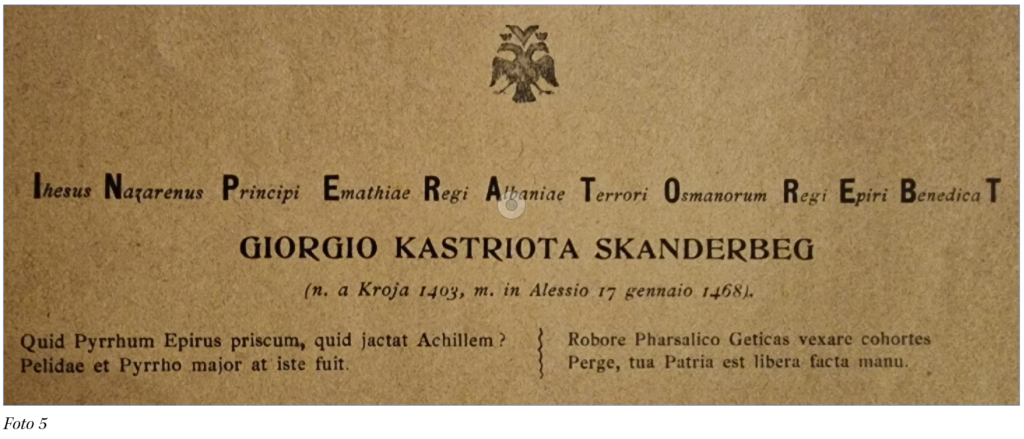 Ihesus Nazarenus Principi Emathiae Regi Albaniae Terrori Osmanorum Regi Epiri BenedicaT
GIORGIO KASTRIOTA SKANDERBEG
(n. a Kroja 1403, m. in Alessio 17 gennaio 1468).
Quid Pyrrhum Epirus priscum, quid jactat Achillem?
Pelidae et Pyrrho major at iste fuit.
Robore Pharsalico Geticas vexare cohortes
Perge, tua Patria est libera facta manu.
Foto 5